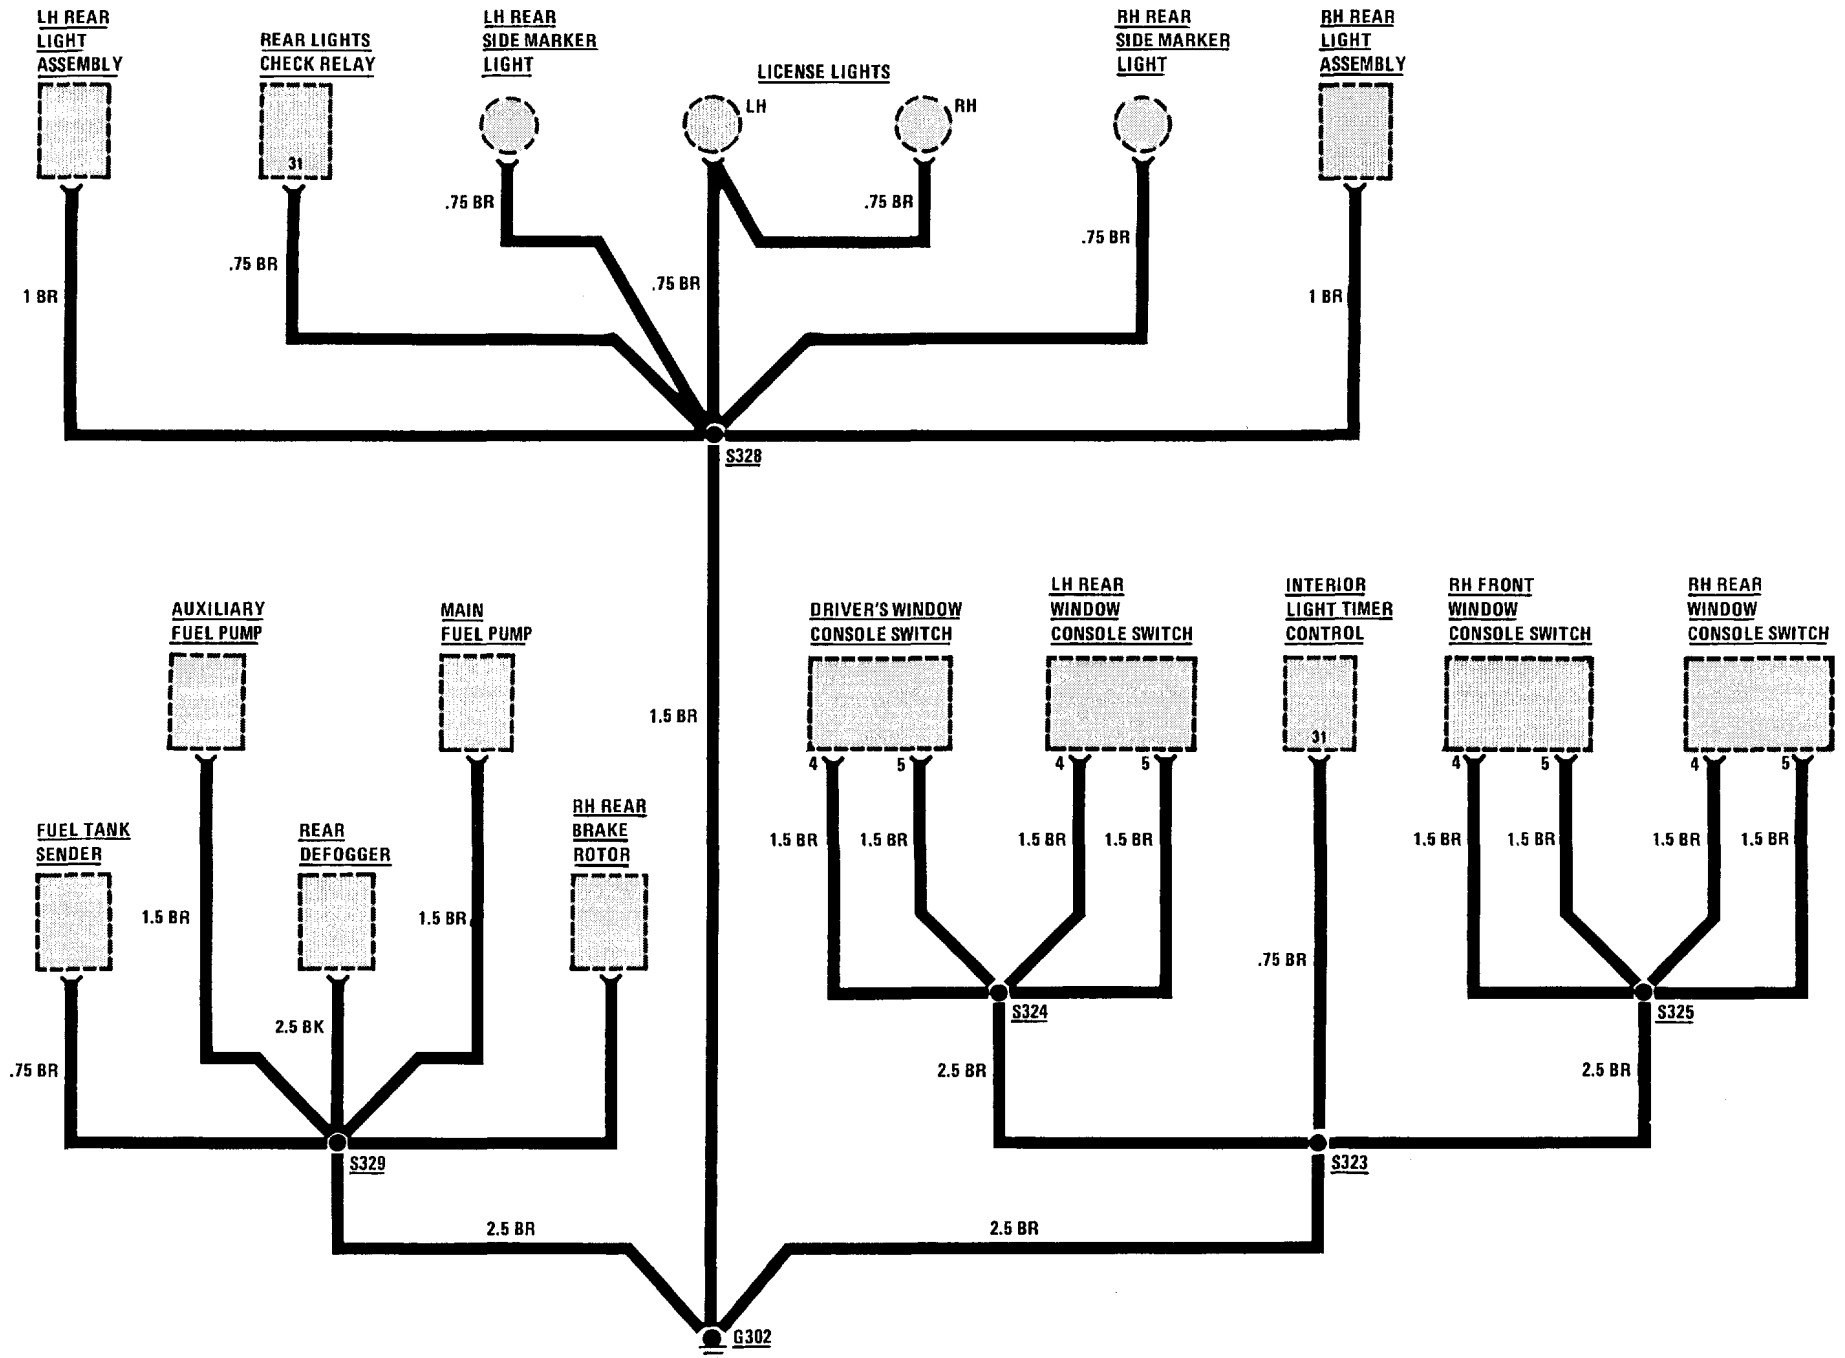 LH REAR
LIGHT
ASSEMBLY
REAR LIGHTS
CHECK RELAY
31
LH REAR
SIDE MARKER
LIGHT
LICENSE LIGHTS
LH
RH
RH REAR
SIDE MARKER
LIGHT
RH REAR
LIGHT
ASSEMBLY
1 BR
.75 BR
.75 BR
.75 BR
.75 BR
.75 BR
1 BR
S328
1.5 BR
AUXILIARY
FUEL PUMP
MAIN
FUEL PUMP
FUEL TANK
SENDER
REAR
DEFOGGER
RH REAR
BRAKE
ROTOR
.75 BR
1.5 BR
2.5 BK
1.5 BR
S329
2.5 BR
DRIVER'S WINDOW
CONSOLE SWITCH
LH REAR
WINDOW
CONSOLE SWITCH
INTERIOR
LIGHT TIMER
CONTROL
31
RH FRONT
WINDOW
CONSOLE SWITCH
RH REAR
WINDOW
CONSOLE SWITCH
4
5
4
5
4
5
4
5
1.5 BR
1.5 BR
1.5 BR
1.5 BR
1.5 BR
1.5 BR
1.5 BR
1.5 BR
.75 BR
S324
S325
2.5 BR
2.5 BR
S323
2.5 BR
G302